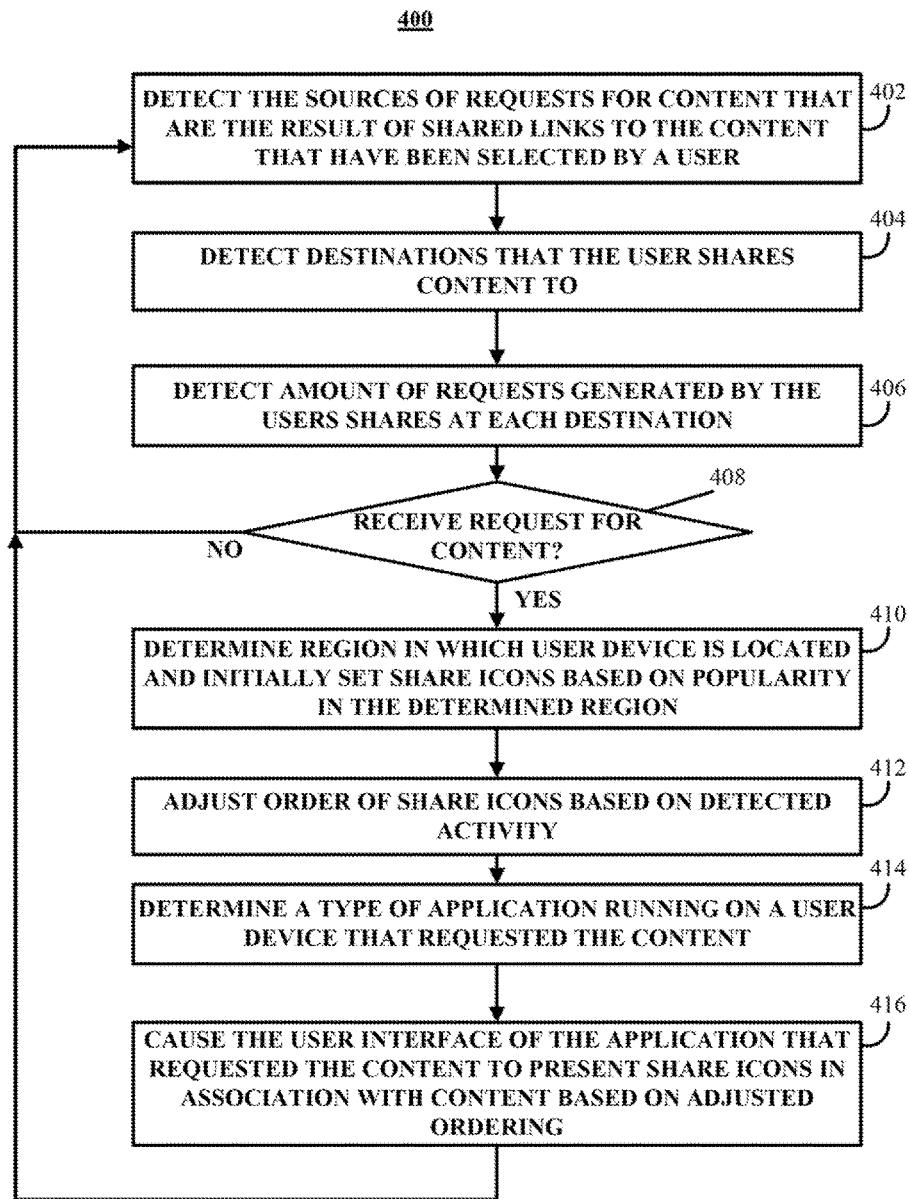 400
DETECT THE SOURCES OF REQUESTS FOR CONTENT THAT
ARE THE RESULT OF SHARED LINKS TO THE CONTENT
THAT HAVE BEEN SELECTED BY A USER
402
DETECT DESTINATIONS THAT THE USER SHARES
CONTENT TO
404
DETECT AMOUNT OF REQUESTS GENERATED BY THE
USERS SHARES AT EACH DESTINATION
406
RECEIVE REQUEST FOR
CONTENT?
408
NO
YES
DETERMINE REGION IN WHICH USER DEVICE IS LOCATED
AND INITIALLY SET SHARE ICONS BASED ON POPULARITY
IN THE DETERMINED REGION
410
ADJUST ORDER OF SHARE ICONS BASED ON DETECTED
ACTIVITY
412
DETERMINE A TYPE OF APPLICATION RUNNING ON A USER
DEVICE THAT REQUESTED THE CONTENT
414
CAUSE THE USER INTERFACE OF THE APPLICATION THAT
REQUESTED THE CONTENT TO PRESENT SHARE ICONS IN
ASSOCIATION WITH CONTENT BASED ON ADJUSTED
ORDERING
416